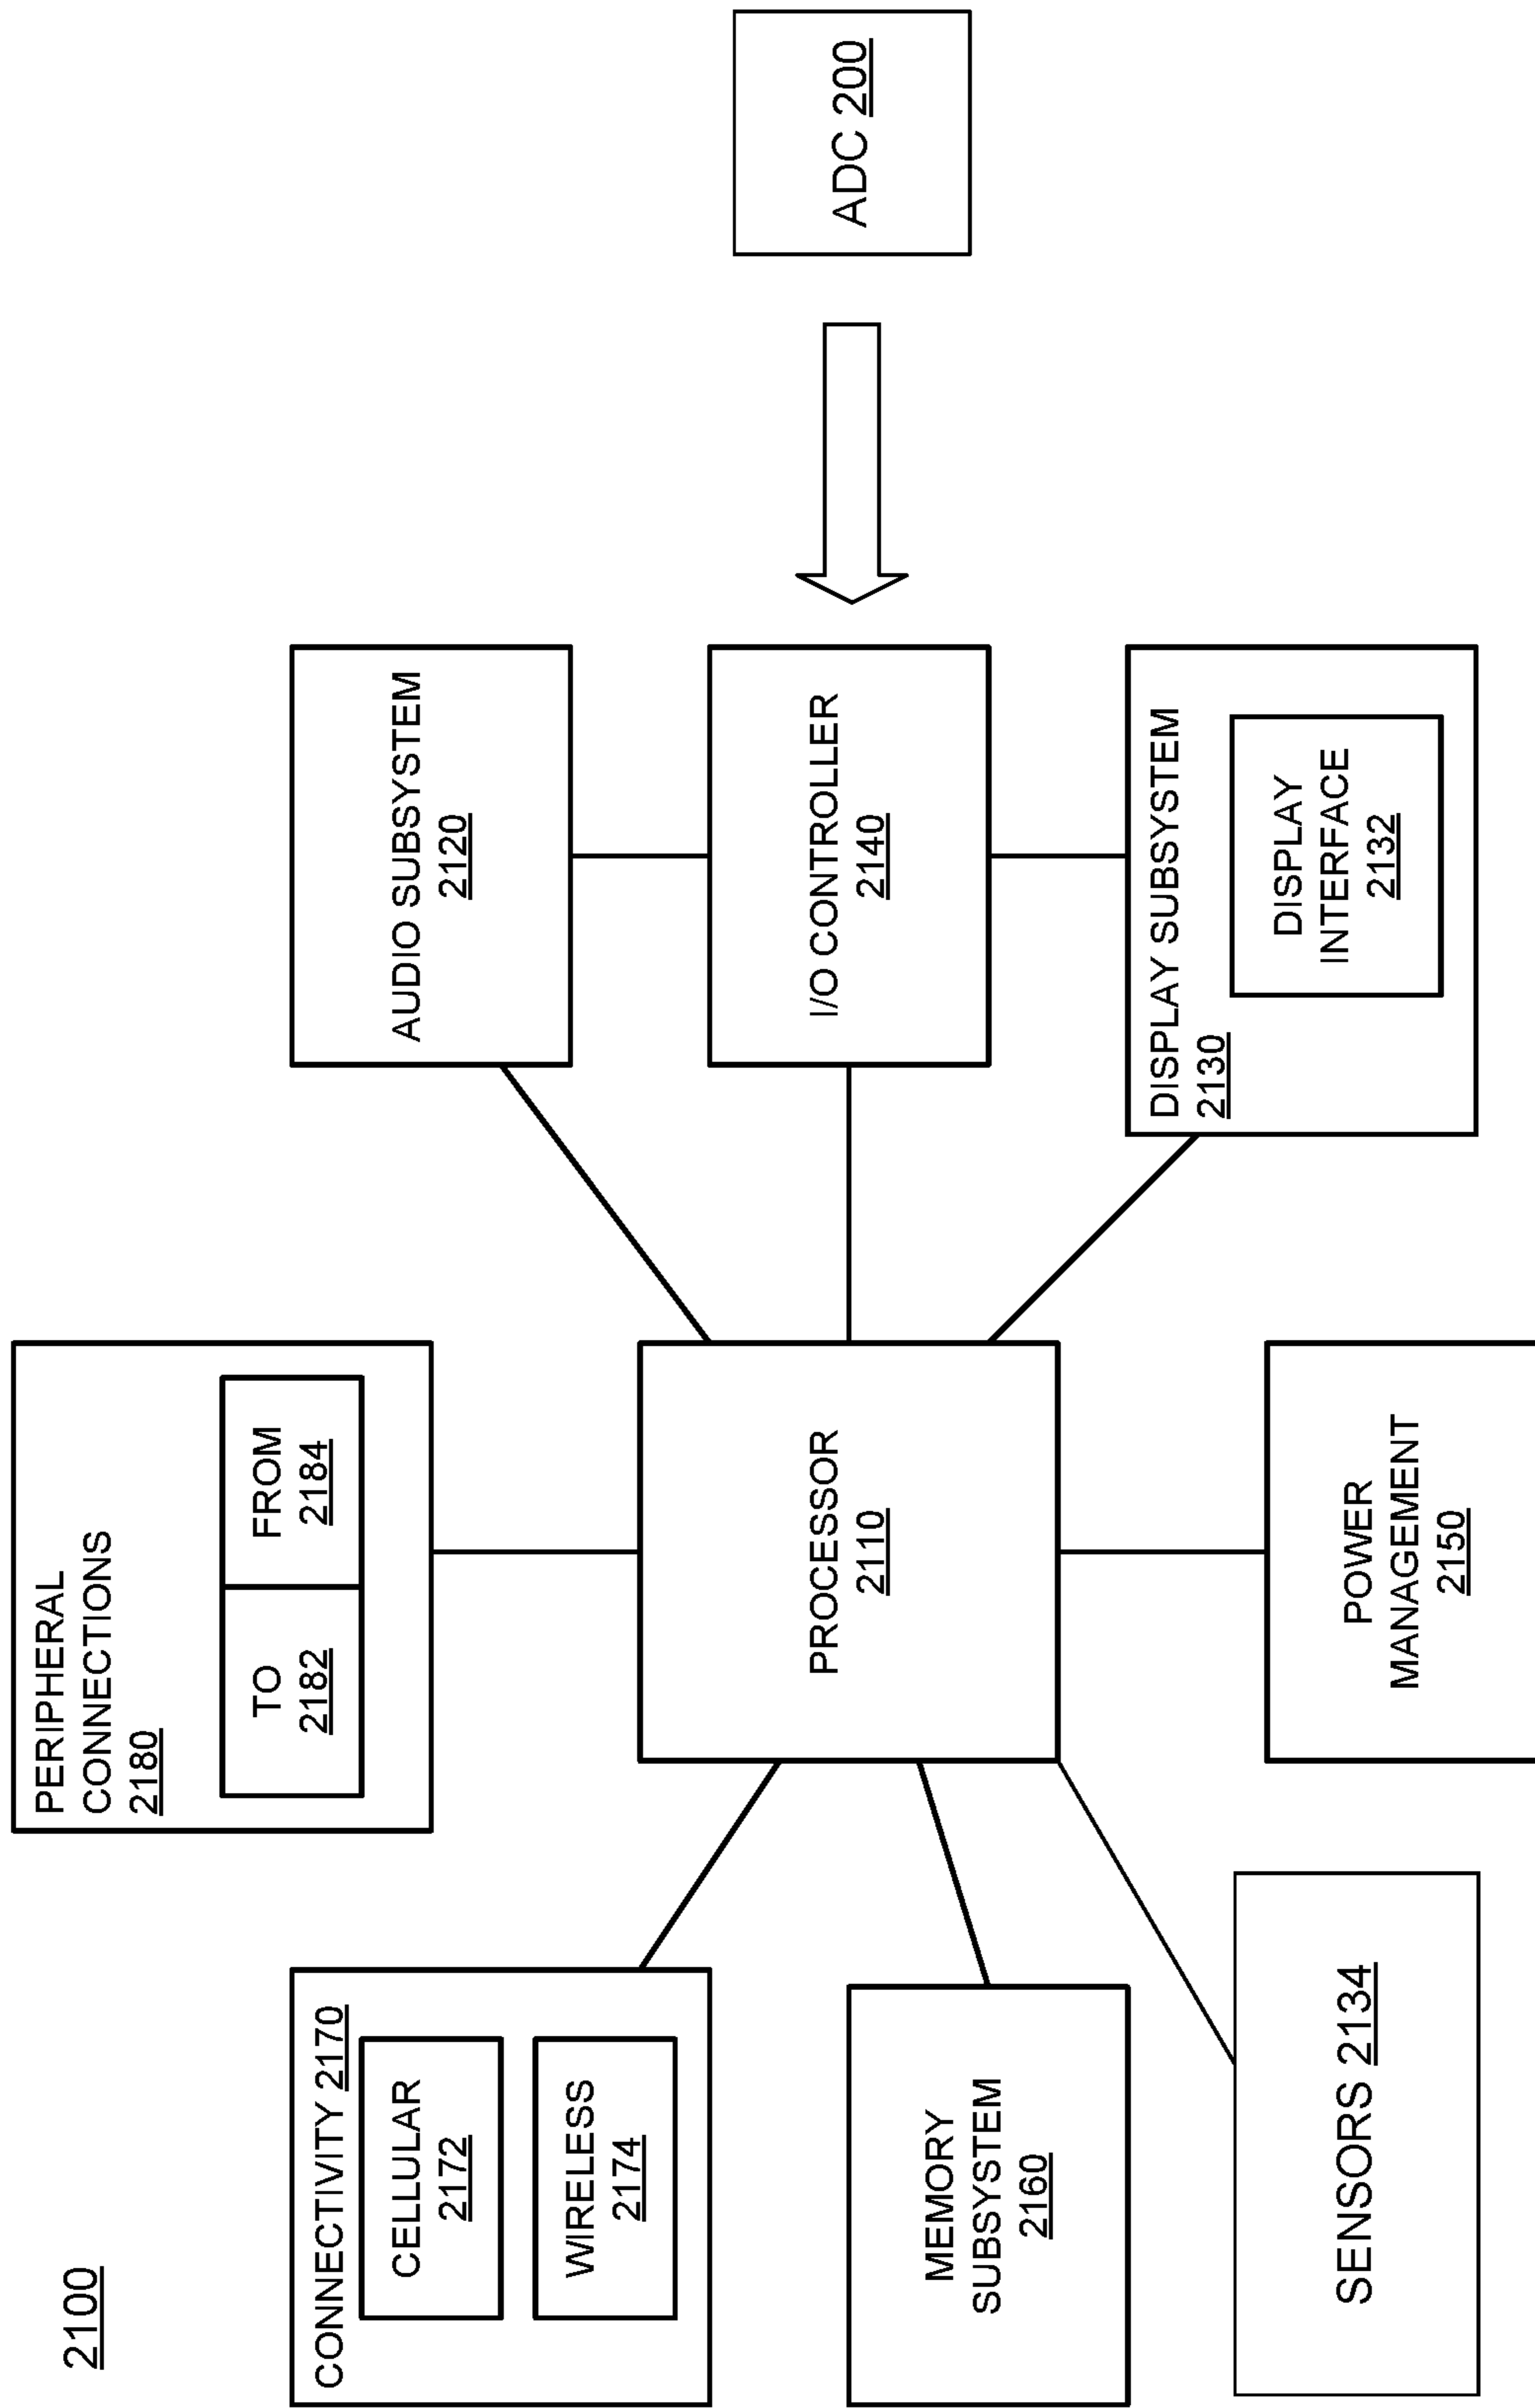 2100
CONNECTIVITY 2170
CELLULAR
2172
WIRELESS
2174
MEMORY
SUBSYSTEM
2160
SENSORS 2134
PERIPHERAL
CONNECTIONS
2180
TO
2182
FROM
2184
PROCESSOR
2110
POWER
MANAGEMENT
2150
AUDIO SUBSYSTEM
2120
I/O CONTROLLER
2140
DISPLAY SUBSYSTEM
2130
DISPLAY
INTERFACE
2132
ADC 200